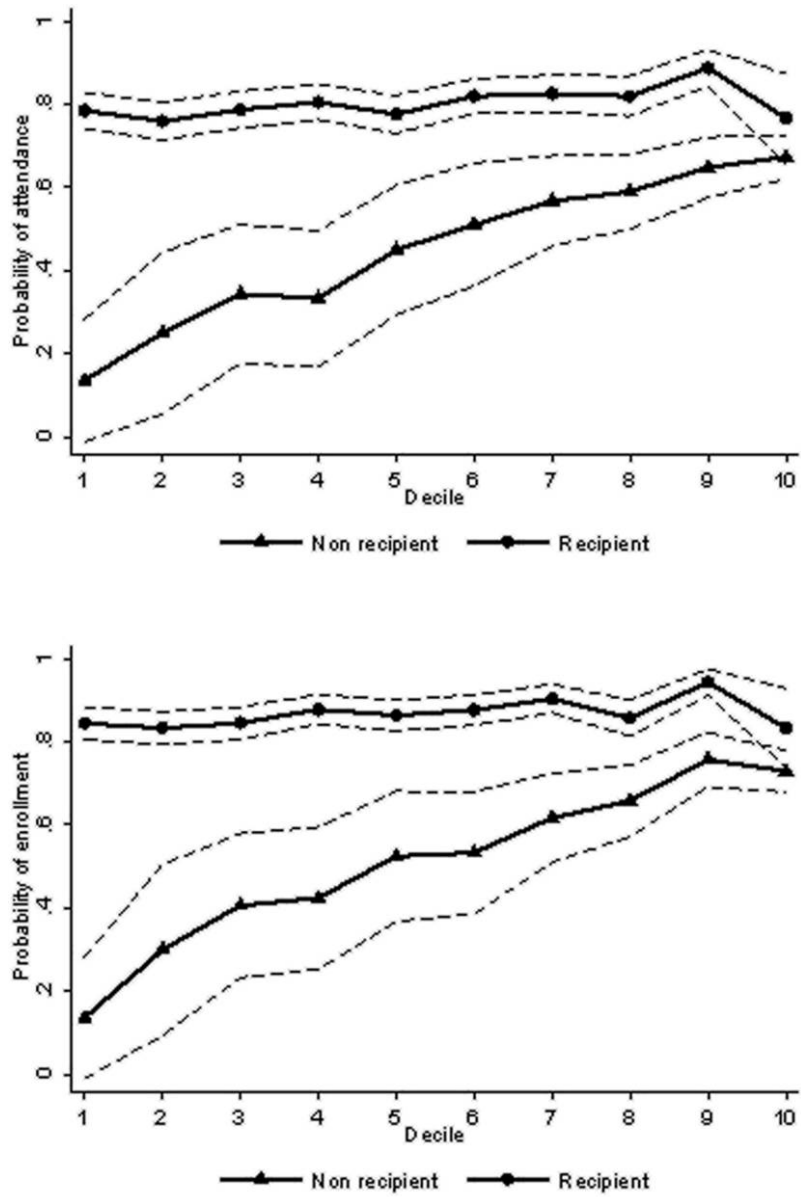 Probability of attendance
1
.8
.6
.4
.2
0
1 2 3 4 5 6 7 8 9 10
Decile
Non recipient Recipient
Probability of enrollment
1
.8
.6
.4
.2
0
1 2 3 4 5 6 7 8 9 10
Decile
Non recipient Recipient